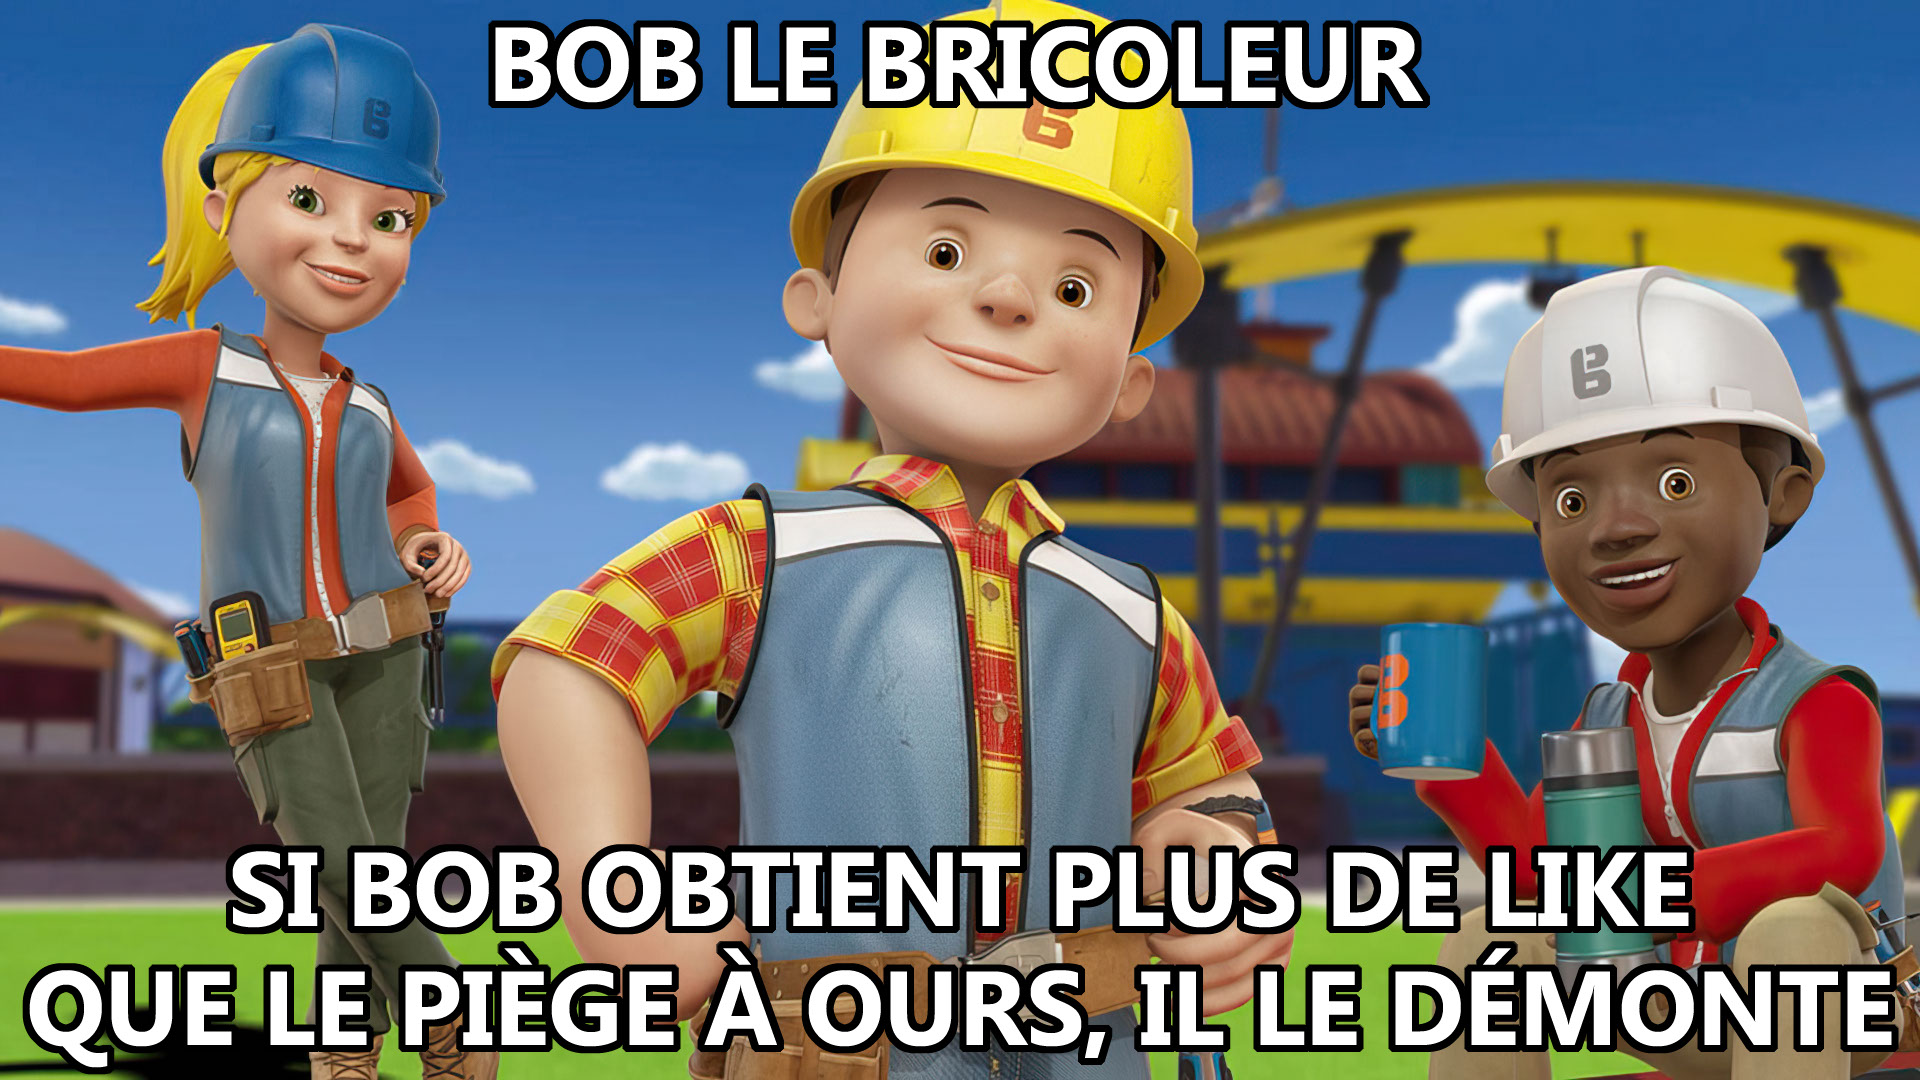 BOB LE BRICOLEUR
SI BOB OBTIENT PLUS DE LIKE
QUE LE PIÈGE À OURS, IL LE DÉMONTE